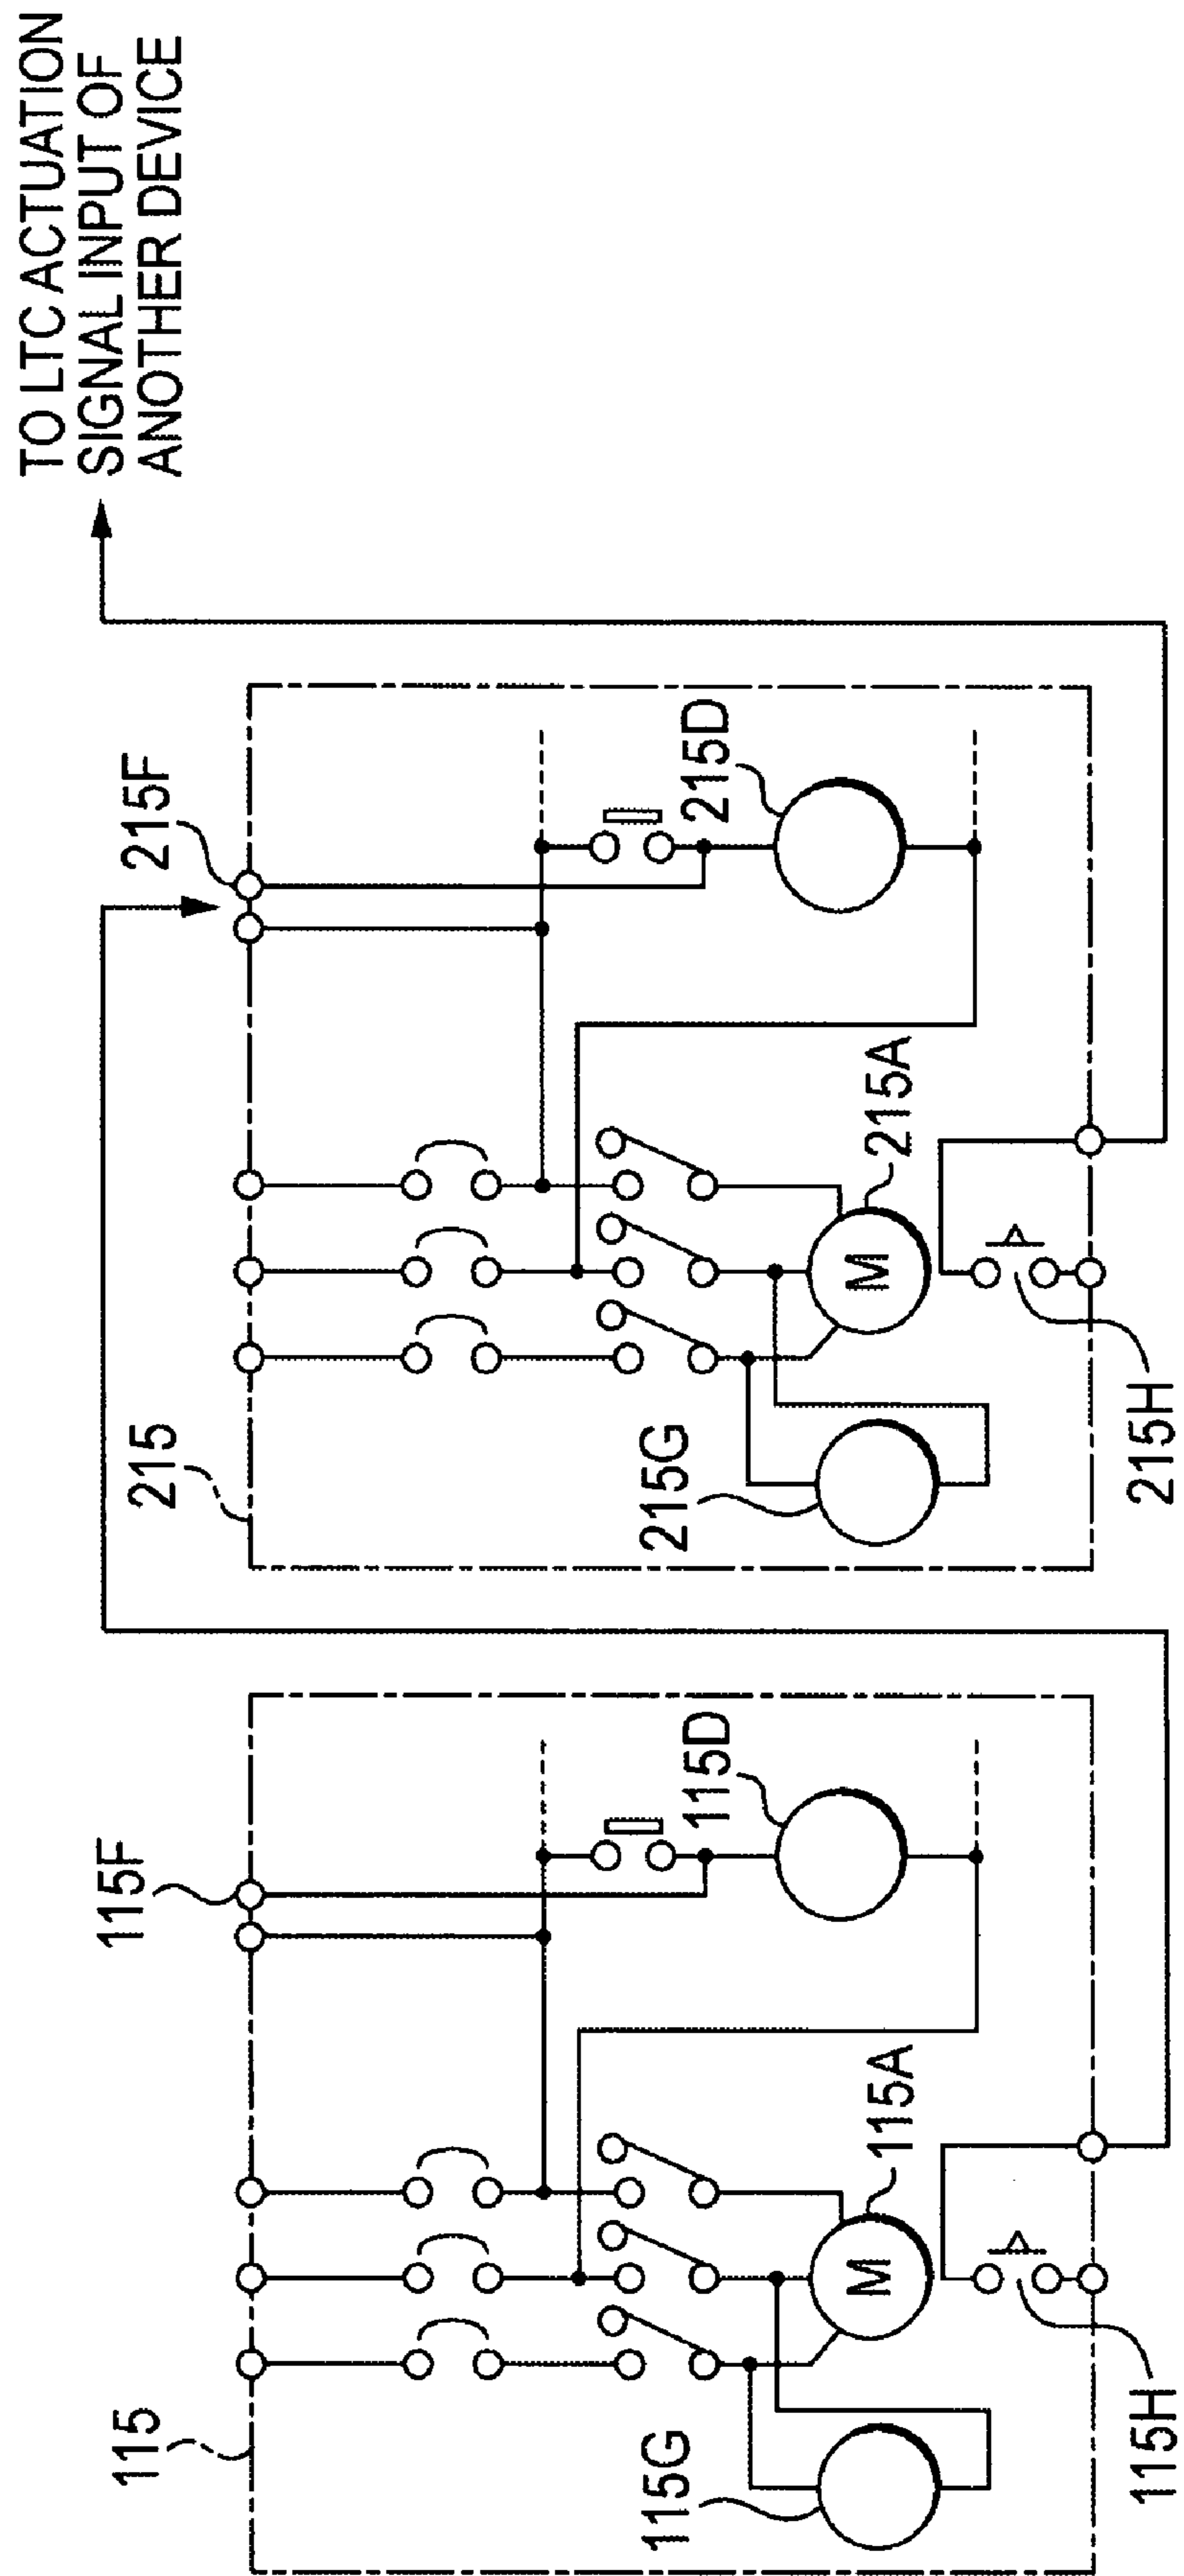 TO LTC ACTUATION
SIGNAL INPUT OF
ANOTHER DEVICE
115
115F
115D
115A
M
115G
115H
215
215F
215D
215A
M
215G
215H